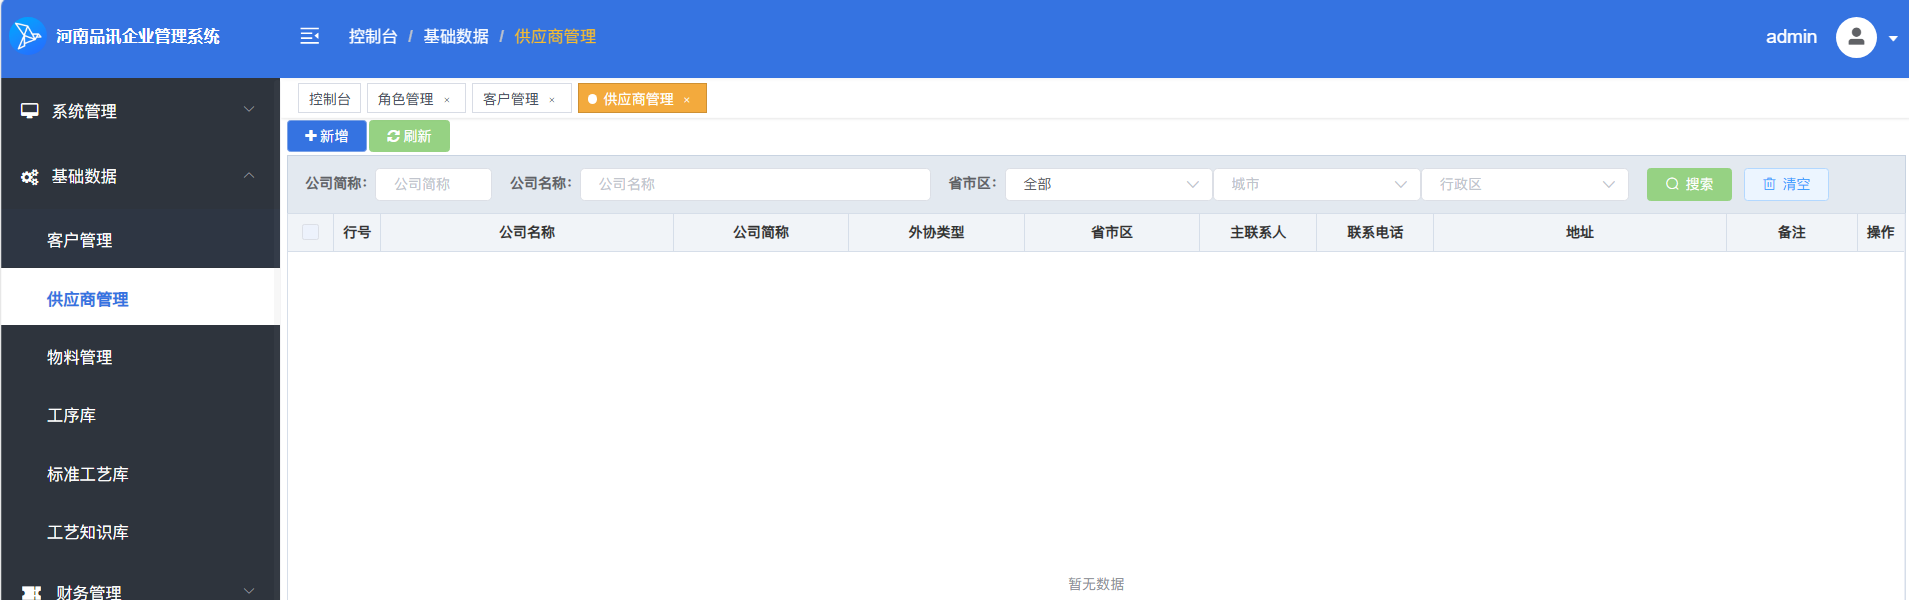 河南品讯企业管理系统
控制台 / 基础数据 / 供应商管理
admin
系统管理
基础数据
客户管理
供应商管理
物料管理
工序库
标准工艺库
工艺知识库
财务管理
控制台 角色管理 × 客户管理 × 供应商管理 ×
新增 刷新
公司简称: 公司简称 公司名称: 公司名称 省市区: 全部 城市 行政区 搜索 清空
行号 公司名称 公司简称 外协类型 省市区 主联系人 联系电话 地址 备注 操作
暂无数据